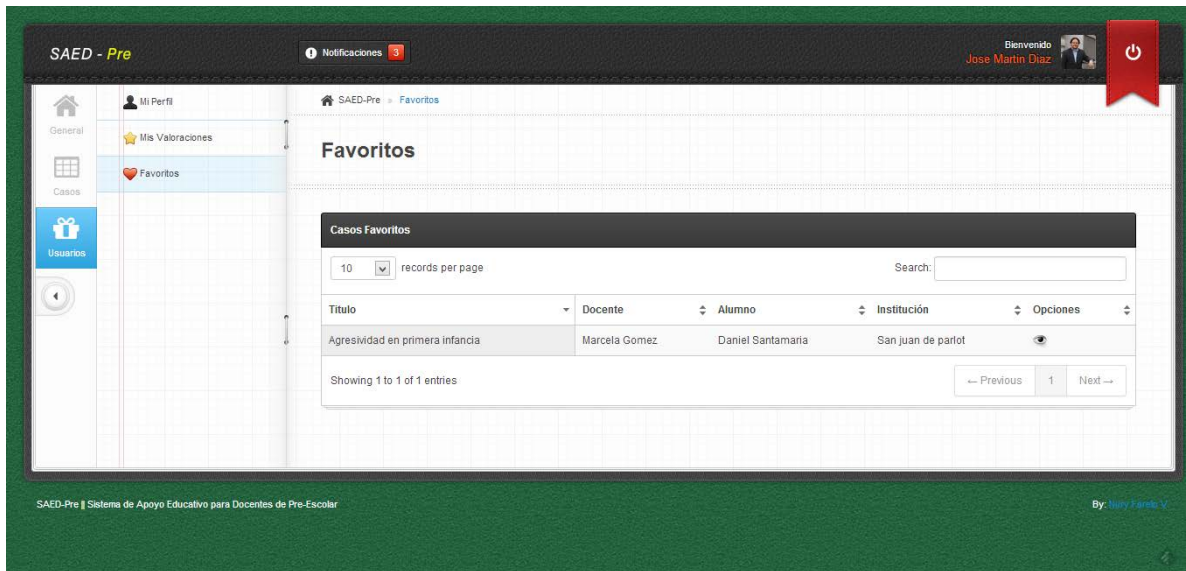 SAED - Pre
Notificaciones 3
Bienvenido
Jose Martin Diaz
General
Casos
Usuarios
Mi Perfil
Mis Valoraciones
Favoritos
SAED-Pre » Favoritos
Favoritos
Casos Favoritos
10 records per page
Search:
Titulo Docente Alumno Institución Opciones
Agresividad en primera infancia Marcela Gomez Daniel Santamaria San juan de parlot
Showing 1 to 1 of 1 entries
← Previous 1 Next →
SAED-Pre || Sistema de Apoyo Educativo para Docentes de Pre-Escolar
By: